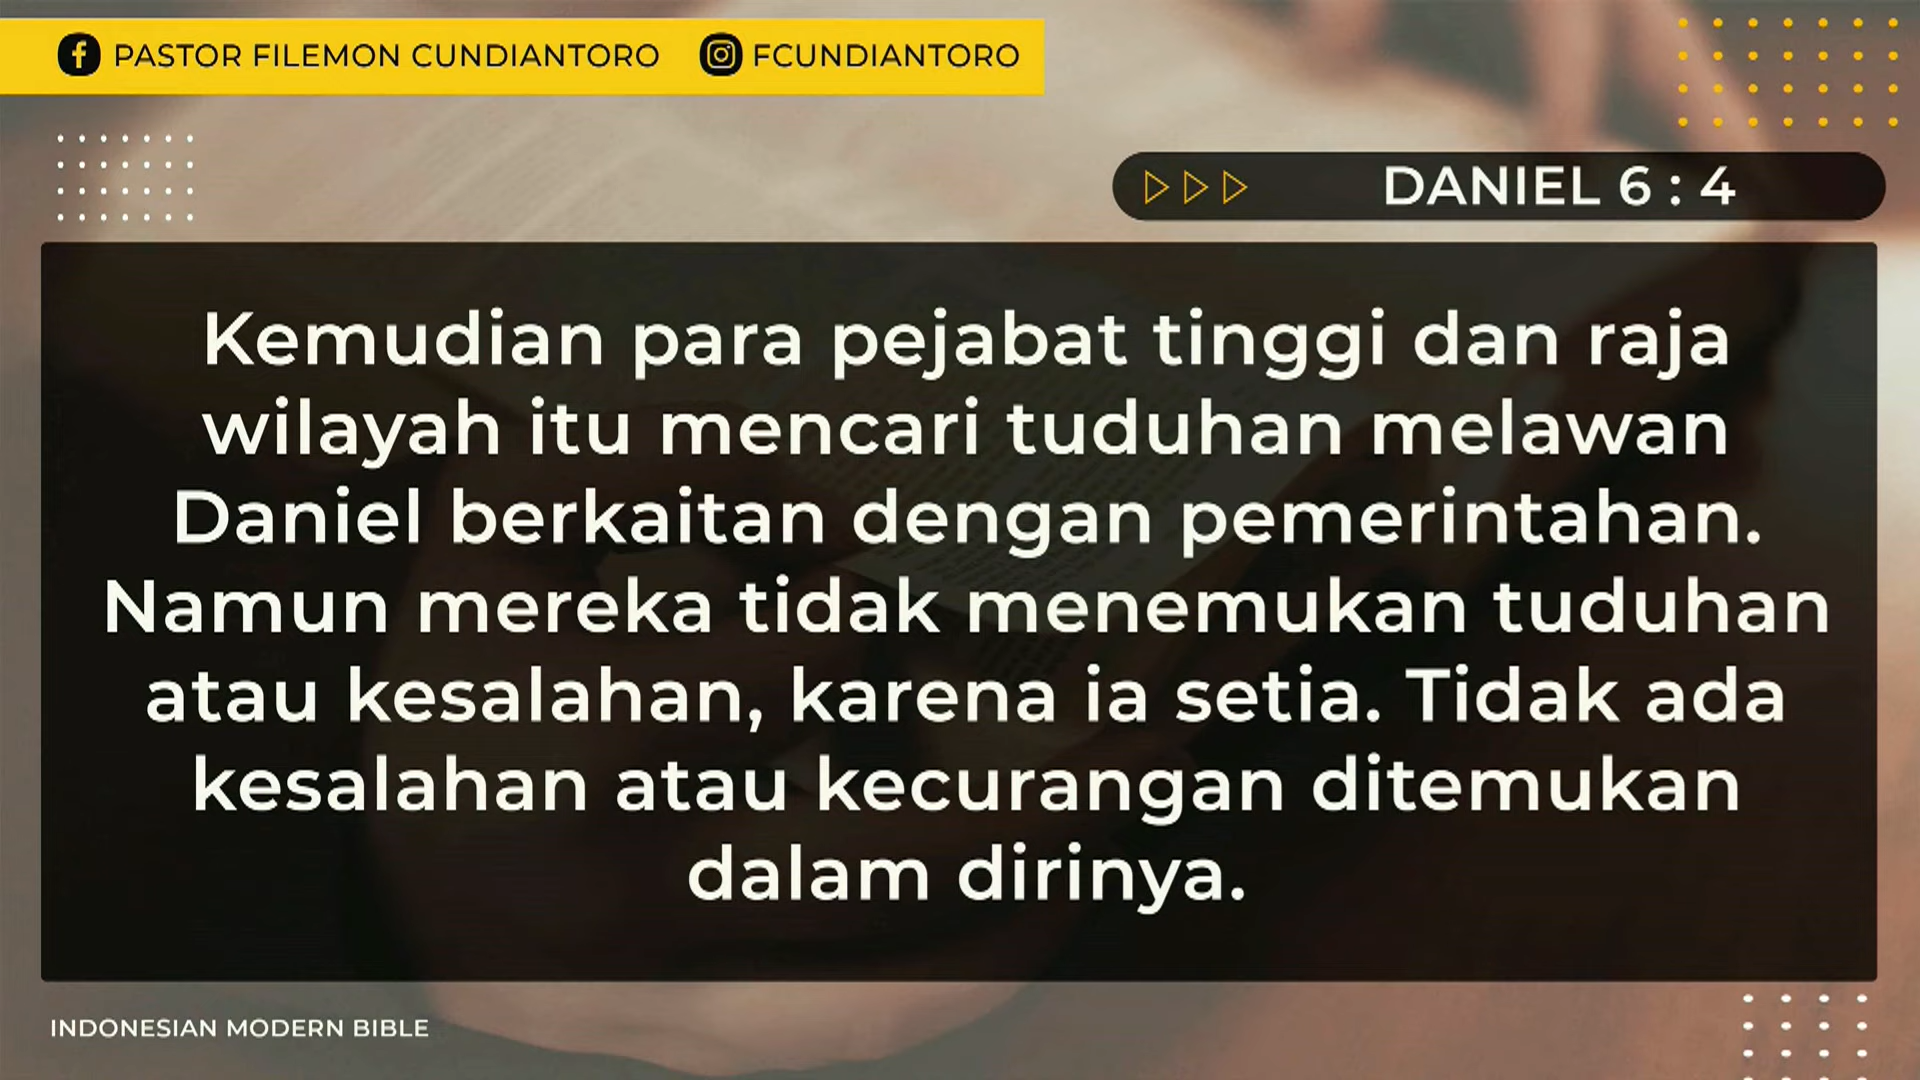 PASTOR FILEMON CUNDIANTORO FCUNDIANTORO
DANIEL 6 : 4
Kemudian para pejabat tinggi dan raja
wilayah itu mencari tuduhan melawan
Daniel berkaitan dengan pemerintahan.
Namun mereka tidak menemukan tuduhan
atau kesalahan, karena ia setia. Tidak ada
kesalahan atau kecurangan ditemukan
dalam dirinya.
INDONESIAN MODERN BIBLE